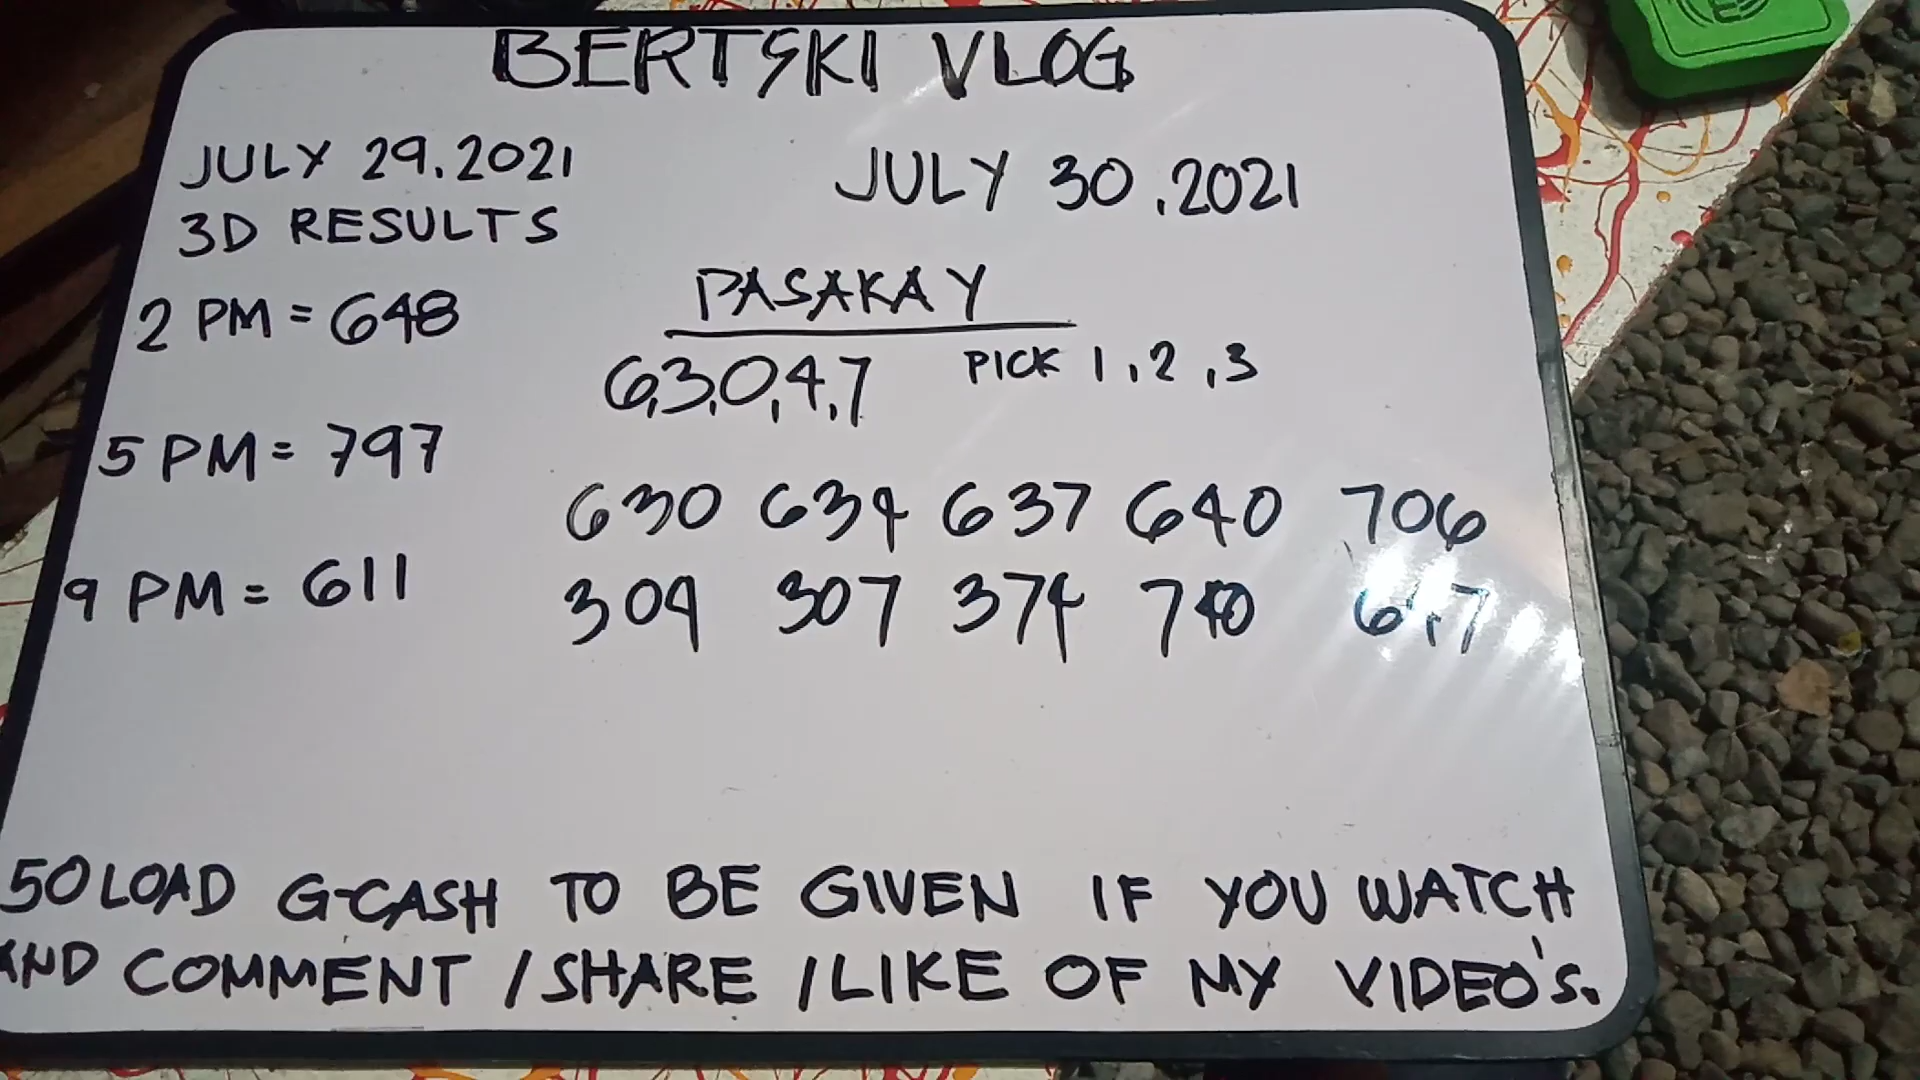 BERTSKI VLOG
JULY 29.2021
3D RESULTS
2 PM = 648
5 PM = 797
9 PM = 611
JULY 30,2021
PASAKAY
6,3,0,4,7 PICK 1,2,3
630 634 637 640 706
304 307 374 740
50 LOAD G-CASH TO BE GIVEN IF YOU WATCH
AND COMMENT / SHARE / LIKE OF MY VIDEO'S.